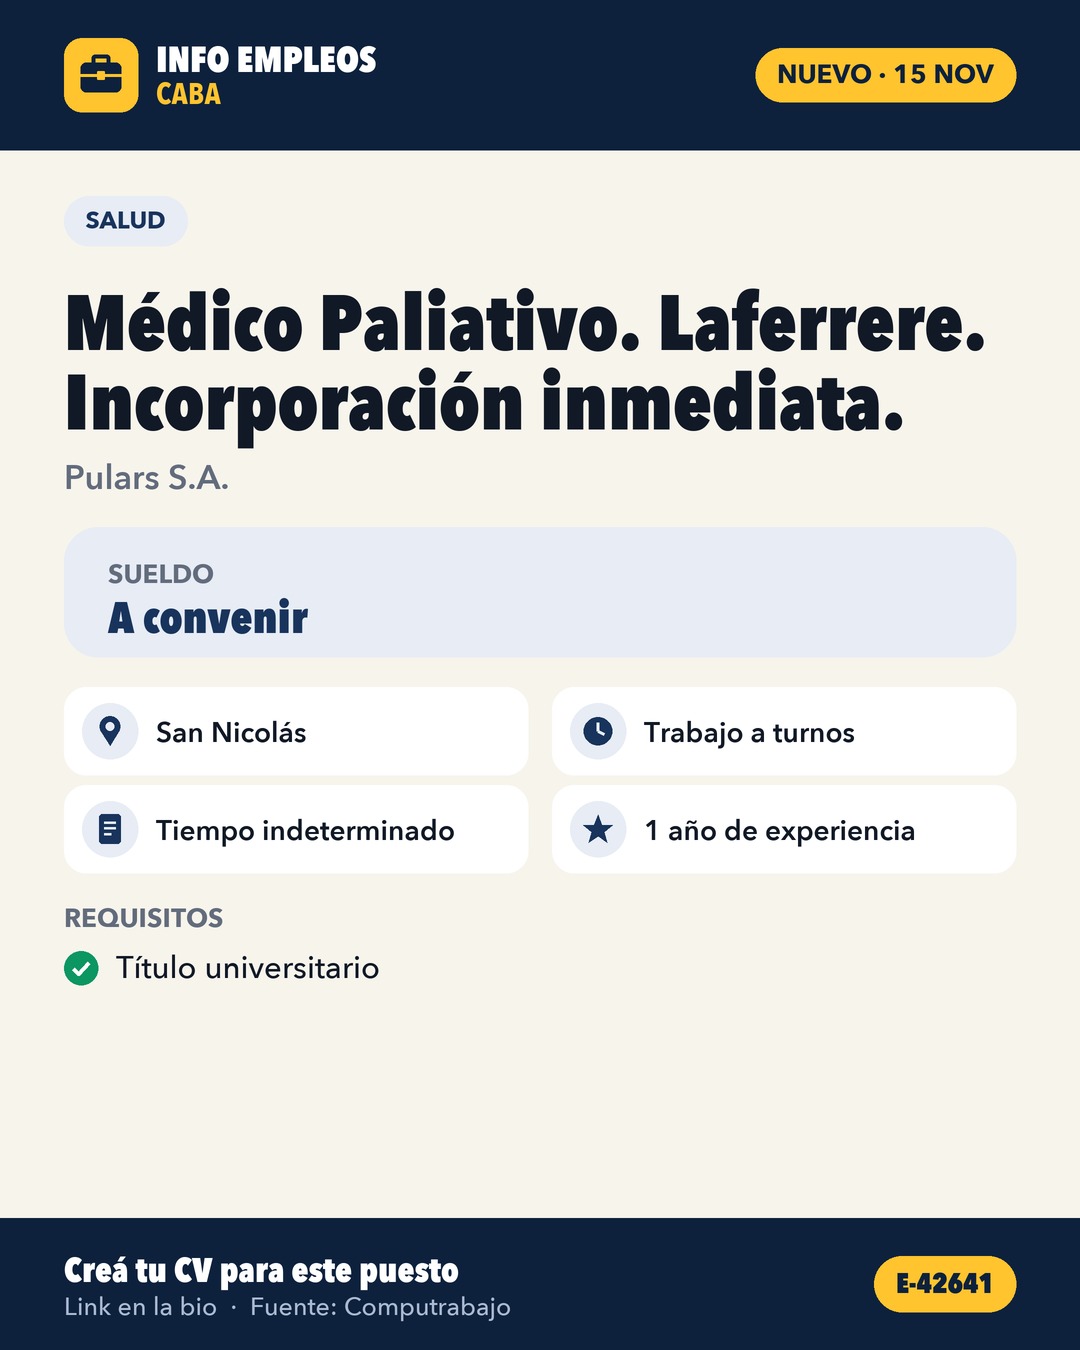 INFO EMPLEOS
CABA
NUEVO · 15 NOV
SALUD
Médico Paliativo. Laferrere.
Incorporación inmediata.
Pulars S.A.
SUELDO
A convenir
San Nicolás
Trabajo a turnos
Tiempo indeterminado
1 año de experiencia
REQUISITOS
Título universitario
Creá tu CV para este puesto
Link en la bio · Fuente: Computrabajo
E-42641